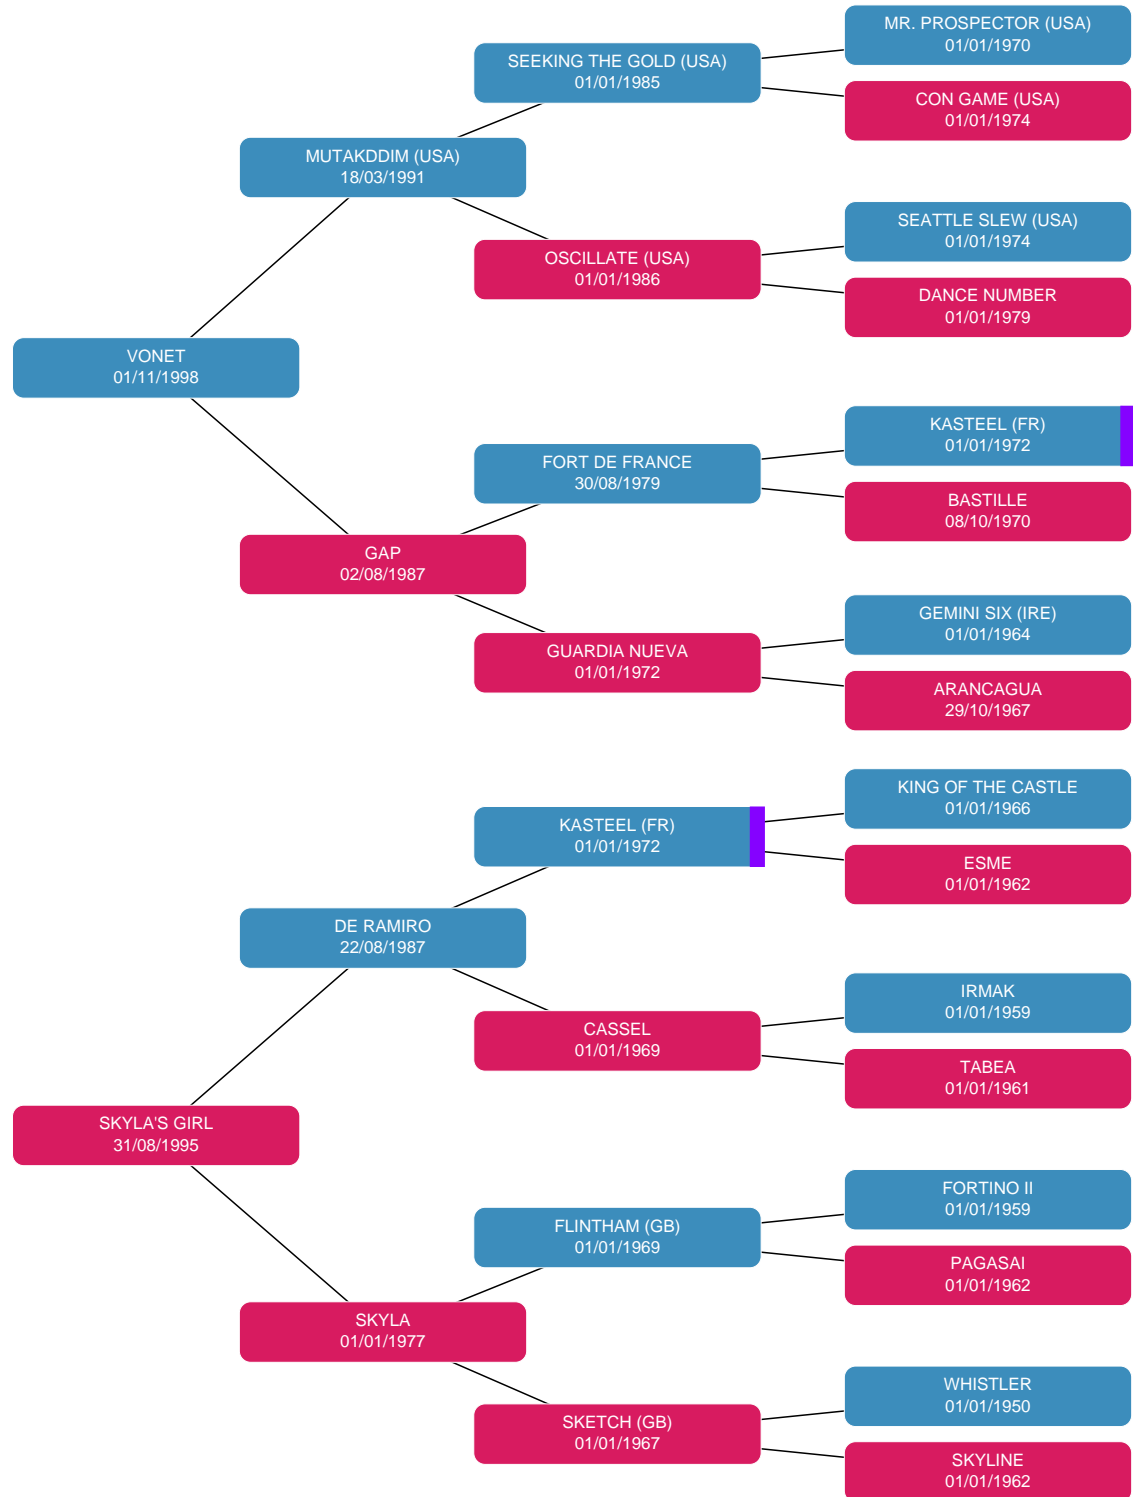 MR. PROSPECTOR (USA)
01/01/1970
SEEKING THE GOLD (USA)
01/01/1985
CON GAME (USA)
01/01/1974
MUTAKDDIM (USA)
18/03/1991
SEATTLE SLEW (USA)
01/01/1974
OSCILLATE (USA)
01/01/1986
DANCE NUMBER
01/01/1979
VONET
01/11/1998
KASTEEL (FR)
01/01/1972
FORT DE FRANCE
30/08/1979
BASTILLE
08/10/1970
GAP
02/08/1987
GEMINI SIX (IRE)
01/01/1964
GUARDIA NUEVA
01/01/1972
ARANCAGUA
29/10/1967
KING OF THE CASTLE
01/01/1966
KASTEEL (FR)
01/01/1972
ESME
01/01/1962
DE RAMIRO
22/08/1987
IRMAK
01/01/1959
CASSEL
01/01/1969
TABEA
01/01/1961
SKYLA'S GIRL
31/08/1995
FORTINO II
01/01/1959
FLINTHAM (GB)
01/01/1969
PAGASAI
01/01/1962
SKYLA
01/01/1977
WHISTLER
01/01/1950
SKETCH (GB)
01/01/1967
SKYLINE
01/01/1962